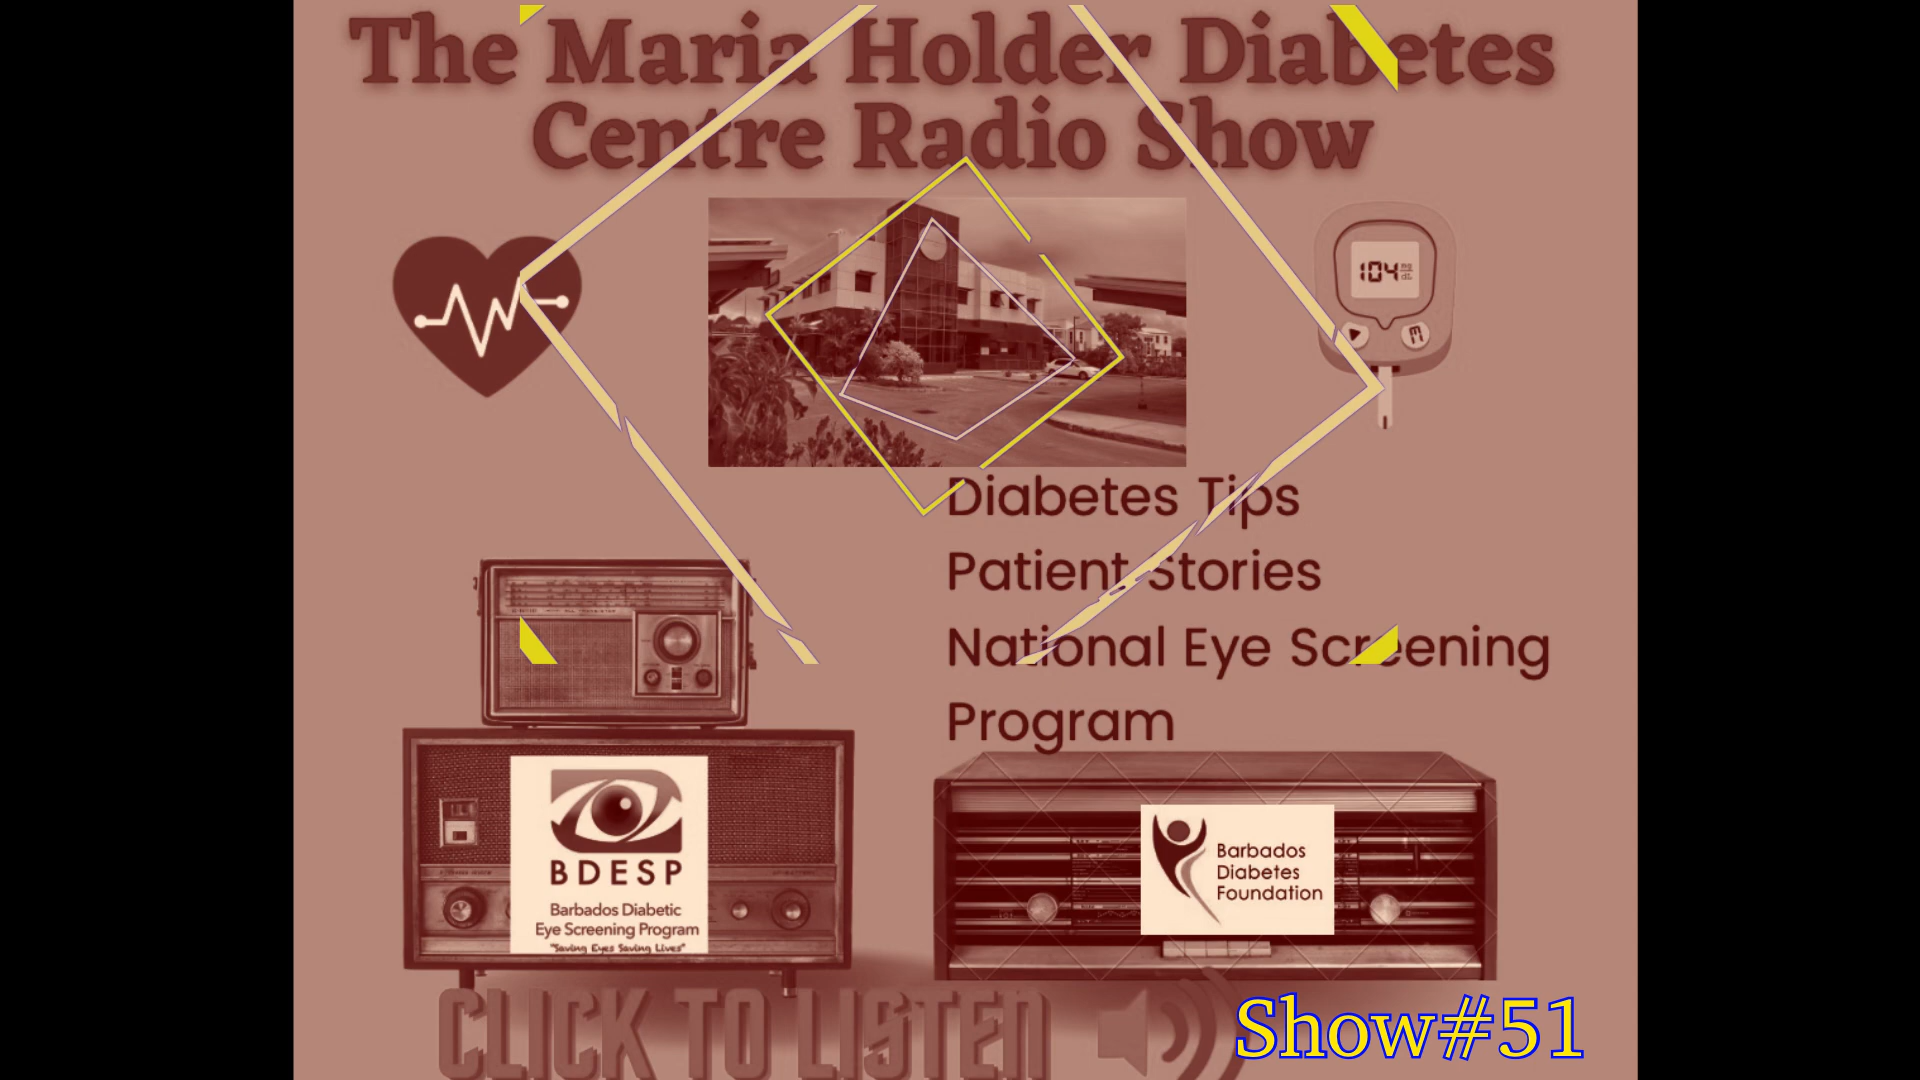 The Maria Holder Diabetes
Centre Radio Show
104
Diabetes Tips
Patient Stories
National Eye Screening
Program
BDESP
Barbados Diabetic
Eye Screening Program
"Saving Eyes Saving Lives"
Barbados
Diabetes
Foundation
CLICK TO LISTEN
Show#51